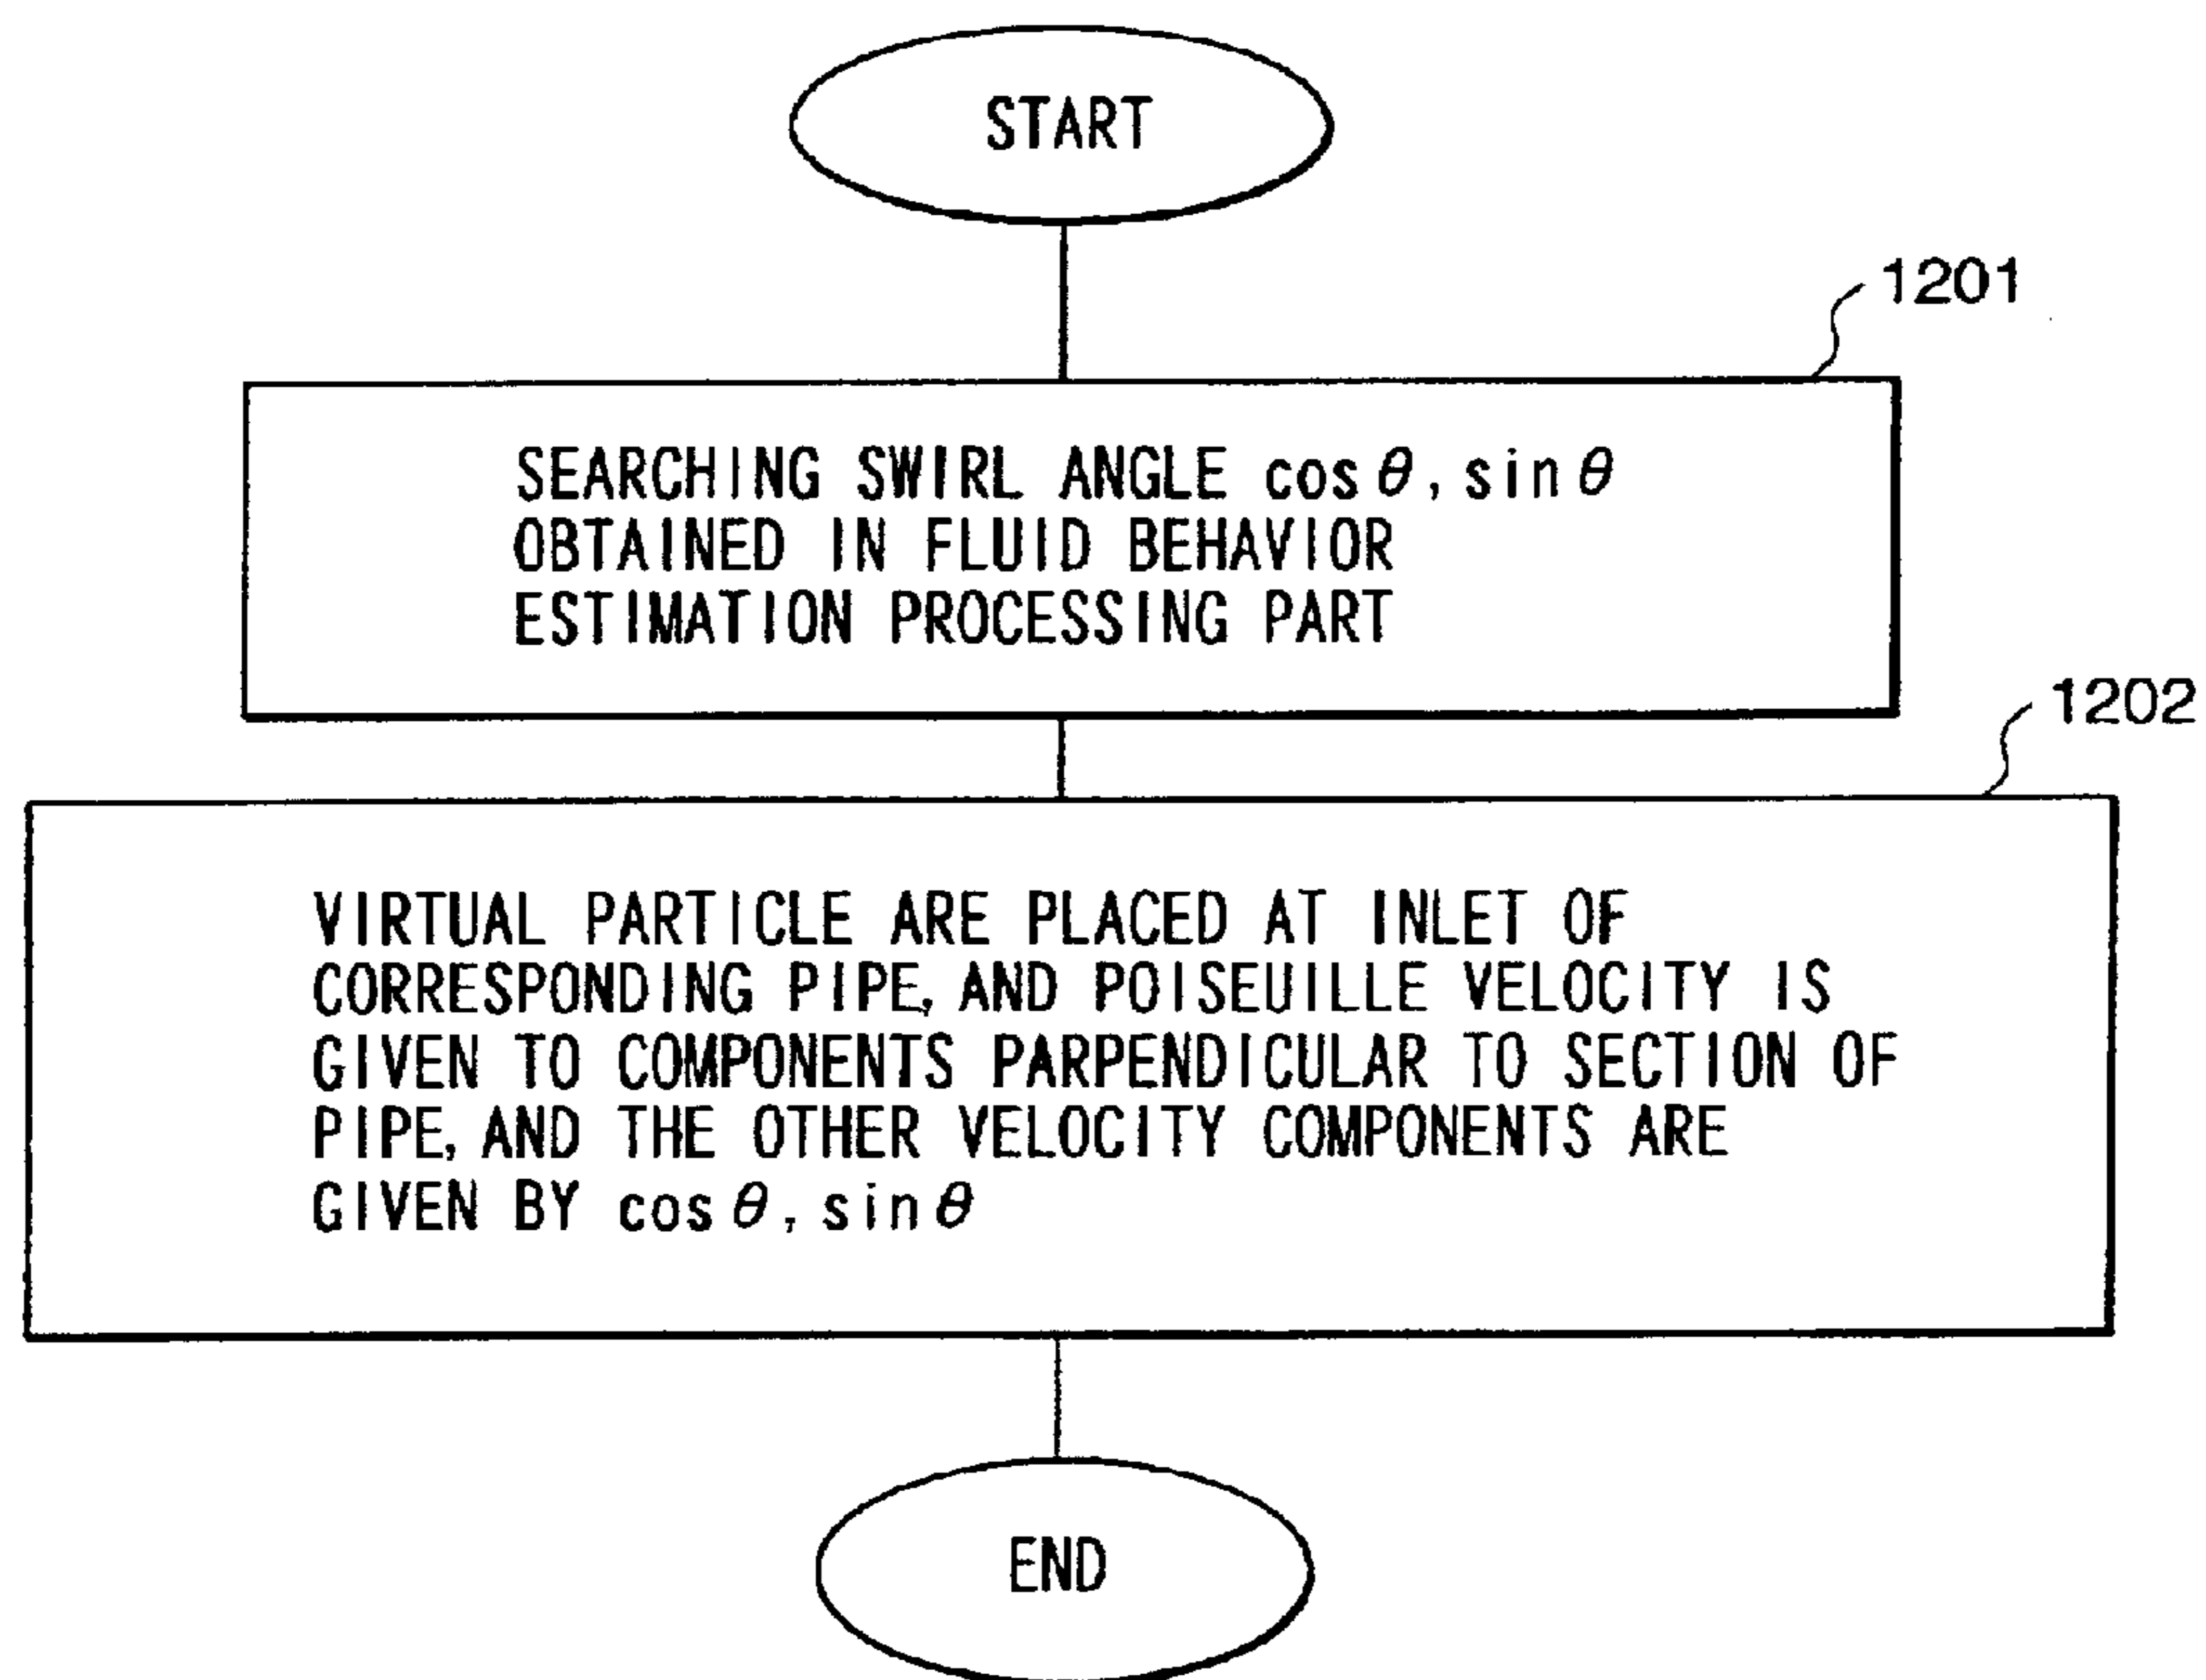 START
1201
SEARCHING SWIRL ANGLE cosθ, sinθ
OBTAINED IN FLUID BEHAVIOR
ESTIMATION PROCESSING PART
1202
VIRTUAL PARTICLE ARE PLACED AT INLET OF
CORRESPONDING PIPE, AND POISEUILLE VELOCITY IS
GIVEN TO COMPONENTS PARPENDICULAR TO SECTION OF
PIPE, AND THE OTHER VELOCITY COMPONENTS ARE
GIVEN BY cosθ, sinθ
END